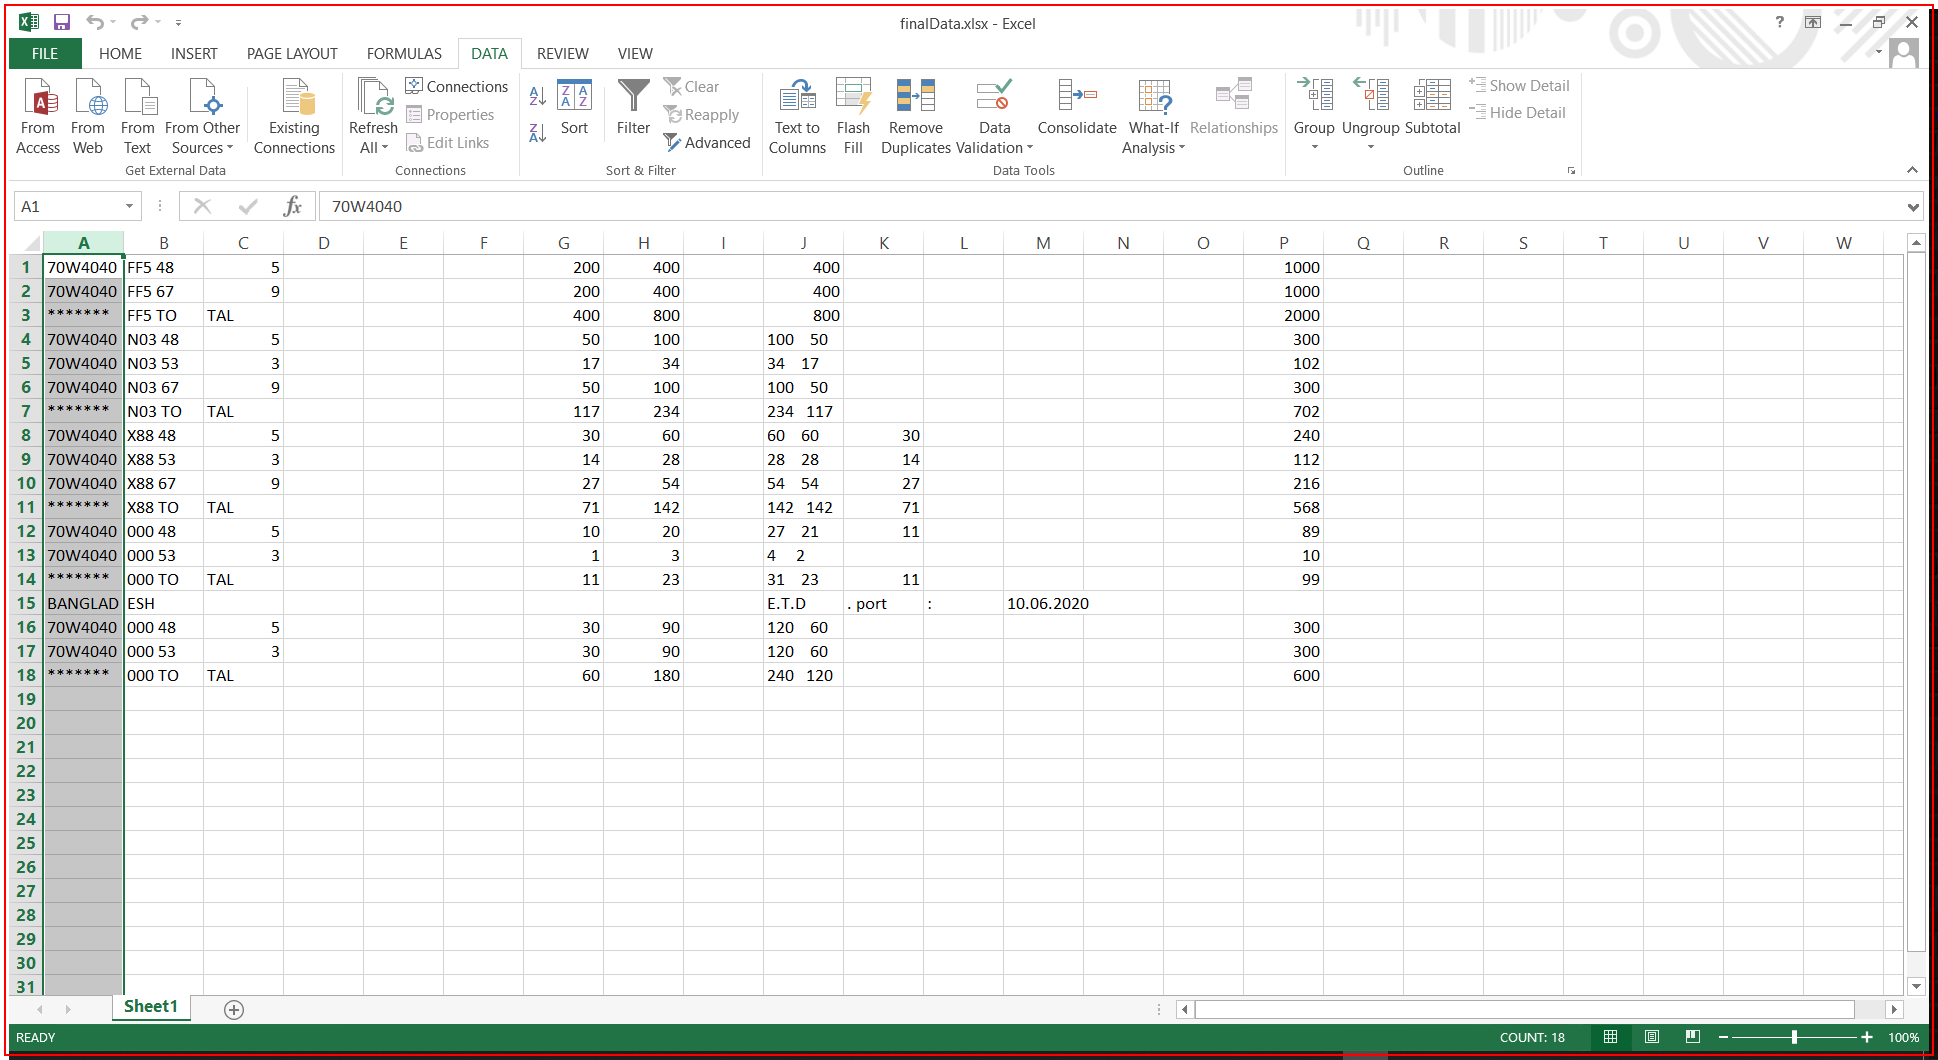 finalData.xlsx - Excel
?
FILE HOME INSERT PAGE LAYOUT FORMULAS DATA REVIEW VIEW
From Access
From Web
From Text
From Other Sources
Existing Connections
Refresh All
Connections
Properties
Edit Links
Sort
Filter
Clear
Reapply
Advanced
Text to Columns
Flash Fill
Remove Duplicates
Data Validation
Consolidate
What-If Analysis
Relationships
Group
Ungroup
Subtotal
Show Detail
Hide Detail
Get External Data Connections Sort & Filter Data Tools Outline
A1 fx 70W4040
A B C D E F G H I J K L M N O P Q R S T U V W
1 70W4040 FF5 48 5 200 400 400 1000
2 70W4040 FF5 67 9 200 400 400 1000
3 ******* FF5 TO TAL 400 800 800 2000
4 70W4040 N03 48 5 50 100 100 50 300
5 70W4040 N03 53 3 17 34 34 17 102
6 70W4040 N03 67 9 50 100 100 50 300
7 ******* N03 TO TAL 117 234 234 117 702
8 70W4040 X88 48 5 30 60 60 60 30 240
9 70W4040 X88 53 3 14 28 28 28 14 112
10 70W4040 X88 67 9 27 54 54 54 27 216
11 ******* X88 TO TAL 71 142 142 142 71 568
12 70W4040 000 48 5 10 20 27 21 11 89
13 70W4040 000 53 3 1 3 4 2 10
14 ******* 000 TO TAL 11 23 31 23 11 99
15 BANGLAD ESH E.T.D . port : 10.06.2020
16 70W4040 000 48 5 30 90 120 60 300
17 70W4040 000 53 3 30 90 120 60 300
18 ******* 000 TO TAL 60 180 240 120 600
19
20
21
22
23
24
25
26
27
28
29
30
31
Sheet1
READY COUNT: 18 100%